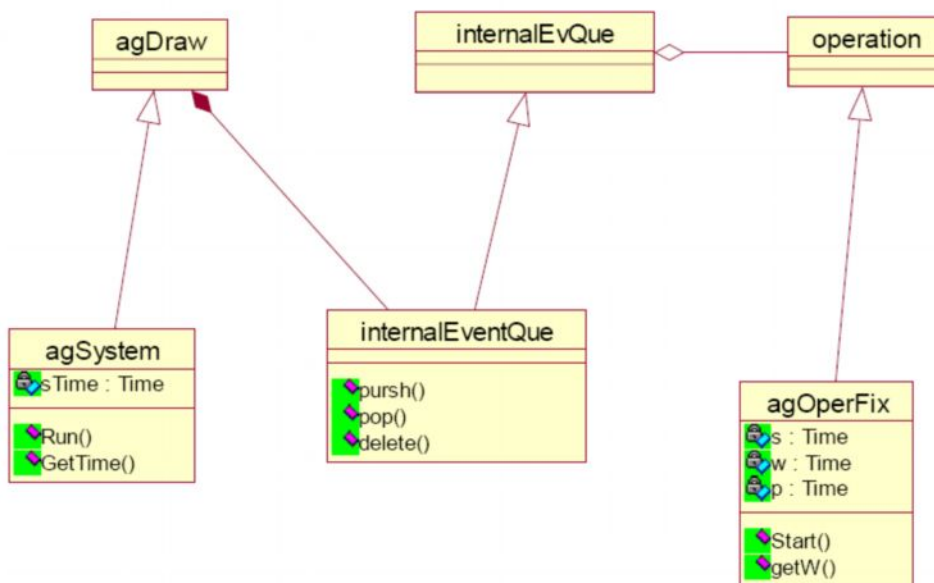 agDraw
internalEvQue
operation
agSystem
sTime : Time
Run()
GetTime()
internalEventQue
pursh()
pop()
delete()
agOperFix
s : Time
w : Time
p : Time
Start()
getW()